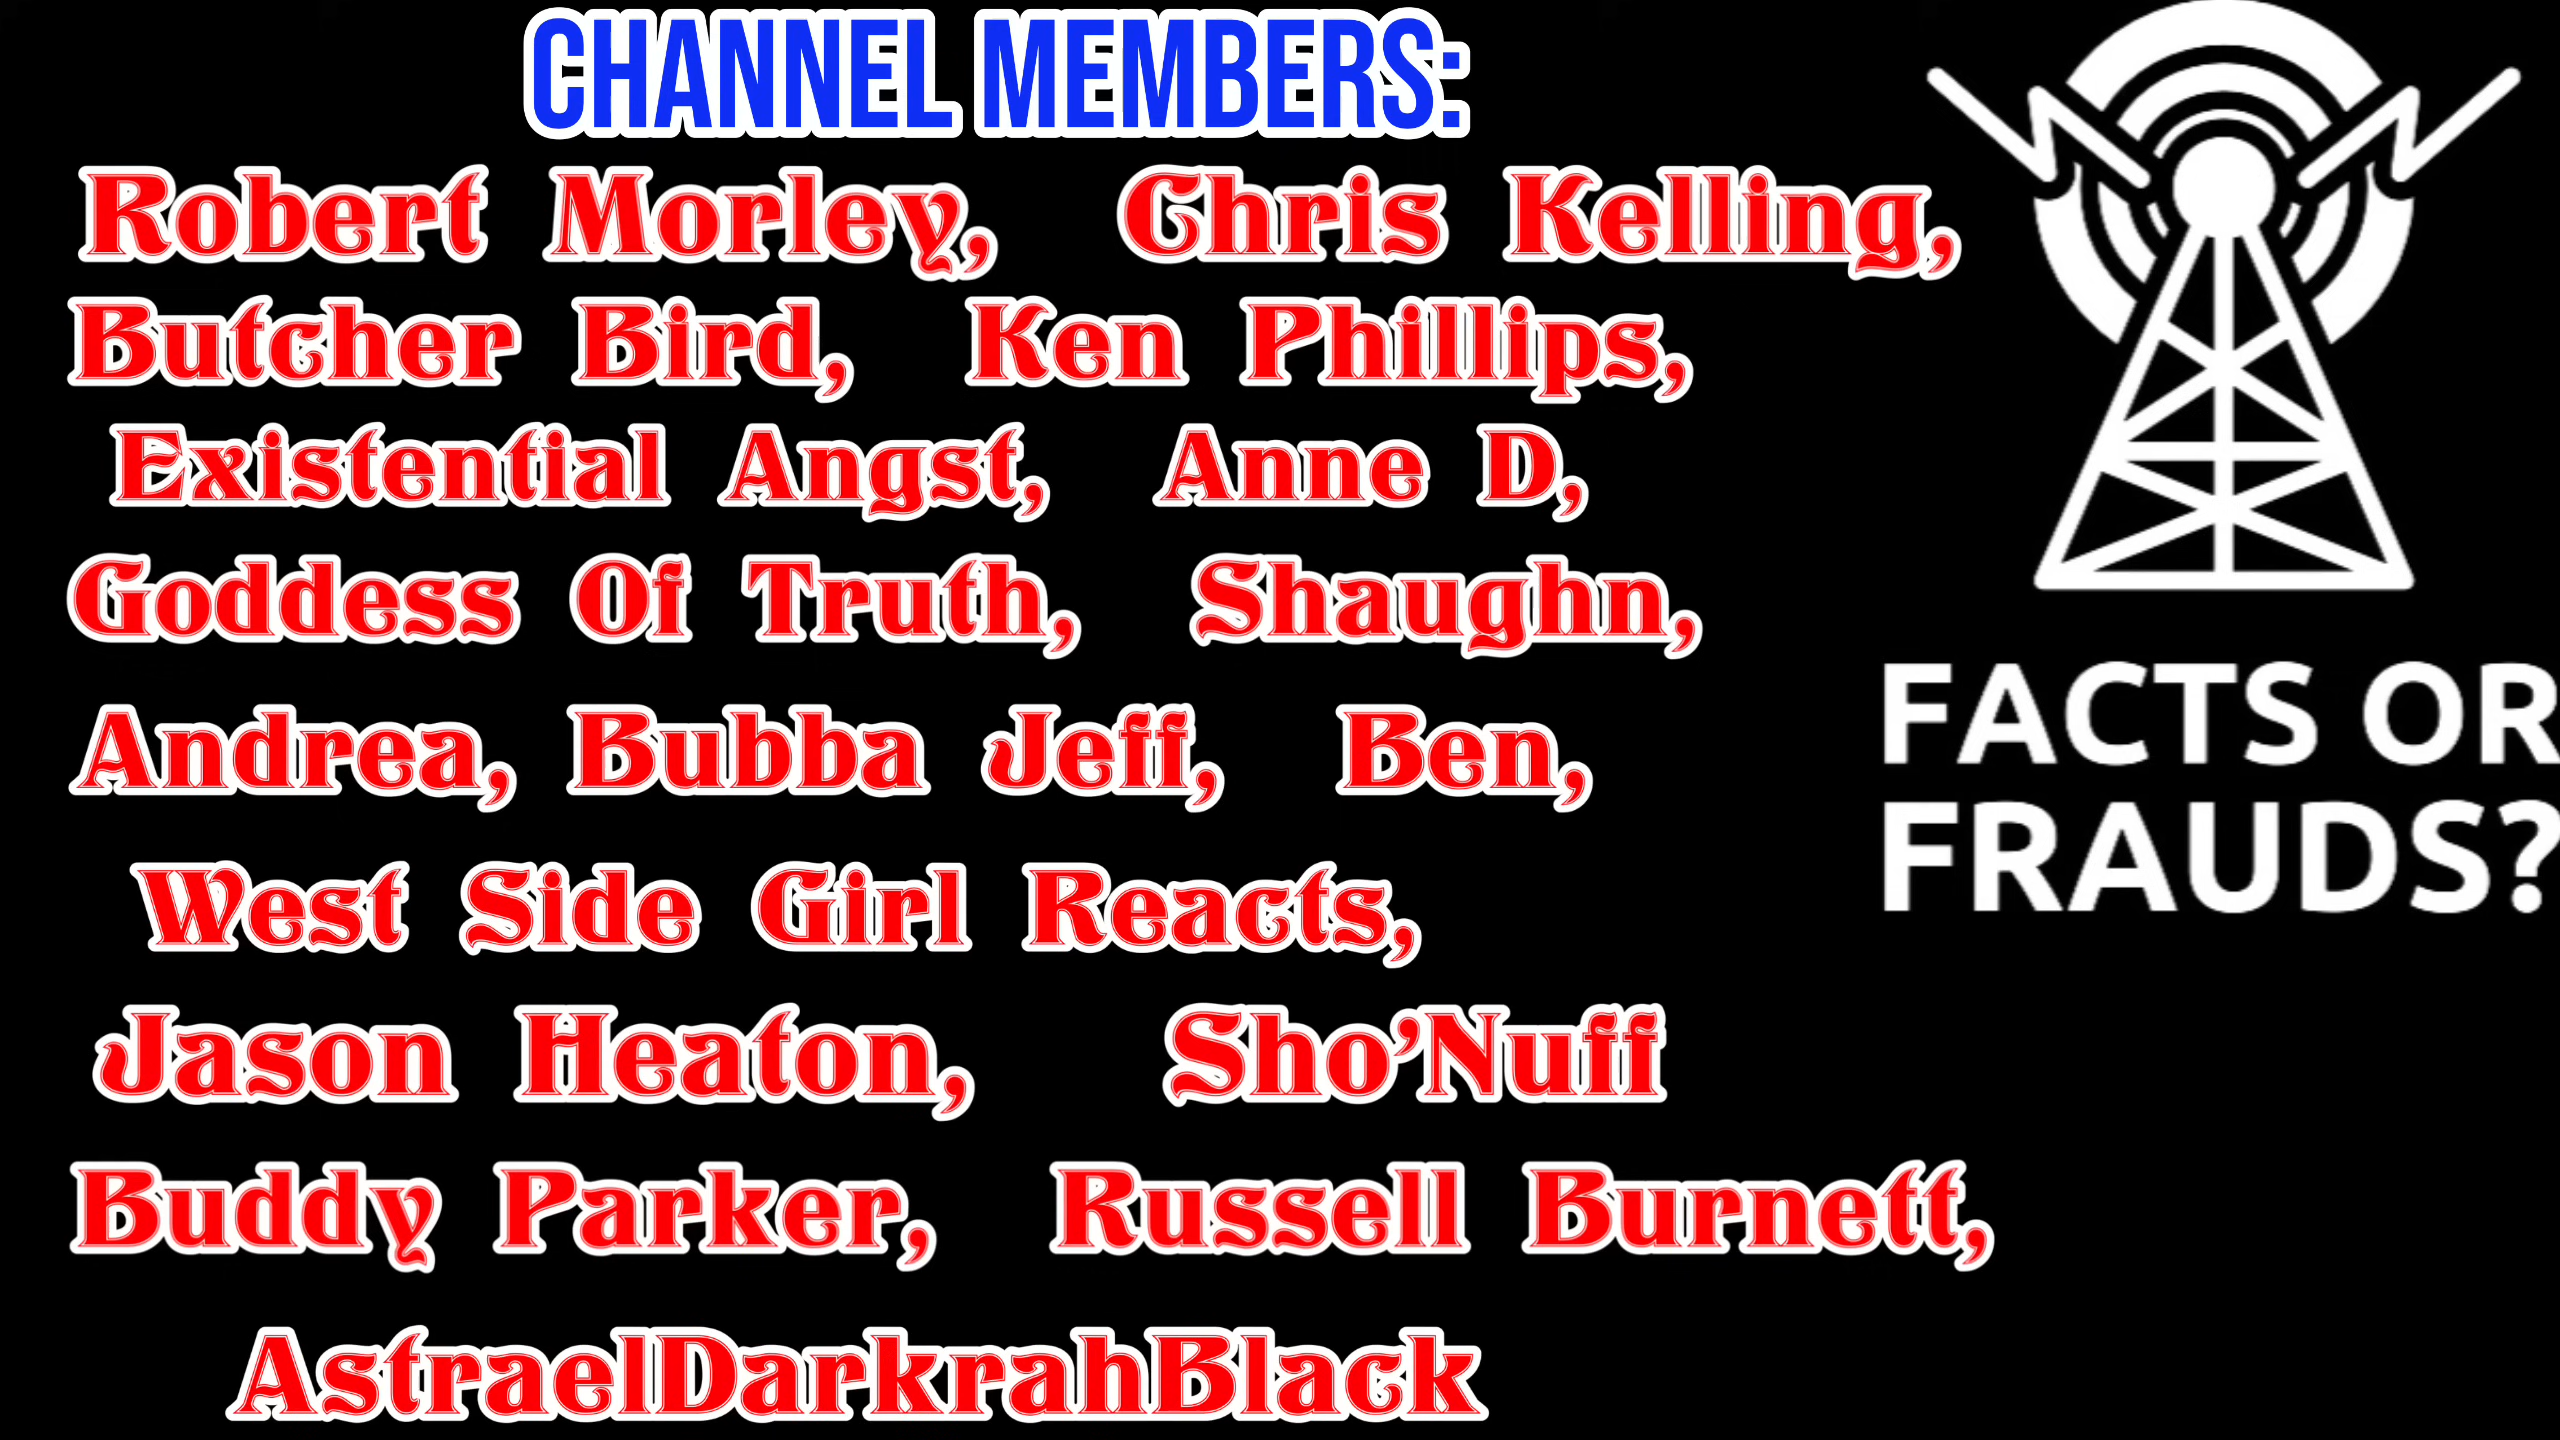 CHANNEL MEMBERS:
Robert Morley, Chris Kelling,
Butcher Bird, Ken Phillips,
Existential Angst, Anne D,
Goddess Of Truth, Shaughn,
Andrea, Bubba Jeff, Ben,
West Side Girl Reacts,
Jason Heaton, Sho’Nuff
Buddy Parker, Russell Burnett,
AstraelDarkrahBlack
FACTS OR
FRAUDS?